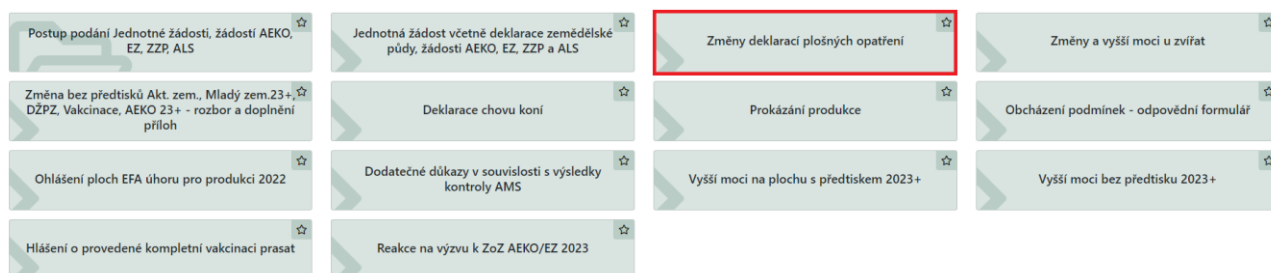 Postup podání Jednotné žádosti, žádostí AEKO,
EZ, ZZP, ALS
Jednotná žádost včetně deklarace zemědělské
půdy, žádosti AEKO, EZ, ZZP a ALS
Změny deklarací plošných opatření
Změny a vyšší moci u zvířat
Změna bez předtisků Akt. zem., Mladý zem.23+,
DŽPZ, Vakcinace, AEKO 23+ - rozbor a doplnění
příloh
Deklarace chovu koní
Prokázání produkce
Obcházení podmínek - odpovědní formulář
Ohlášení ploch EFA úhoru pro produkci 2022
Dodatečné důkazy v souvislosti s výsledky
kontroly AMS
Vyšší moci na plochu s předtiskem 2023+
Vyšší moci bez předtisku 2023+
Hlášení o provedené kompletní vakcinaci prasat
Reakce na výzvu k ZoZ AEKO/EZ 2023